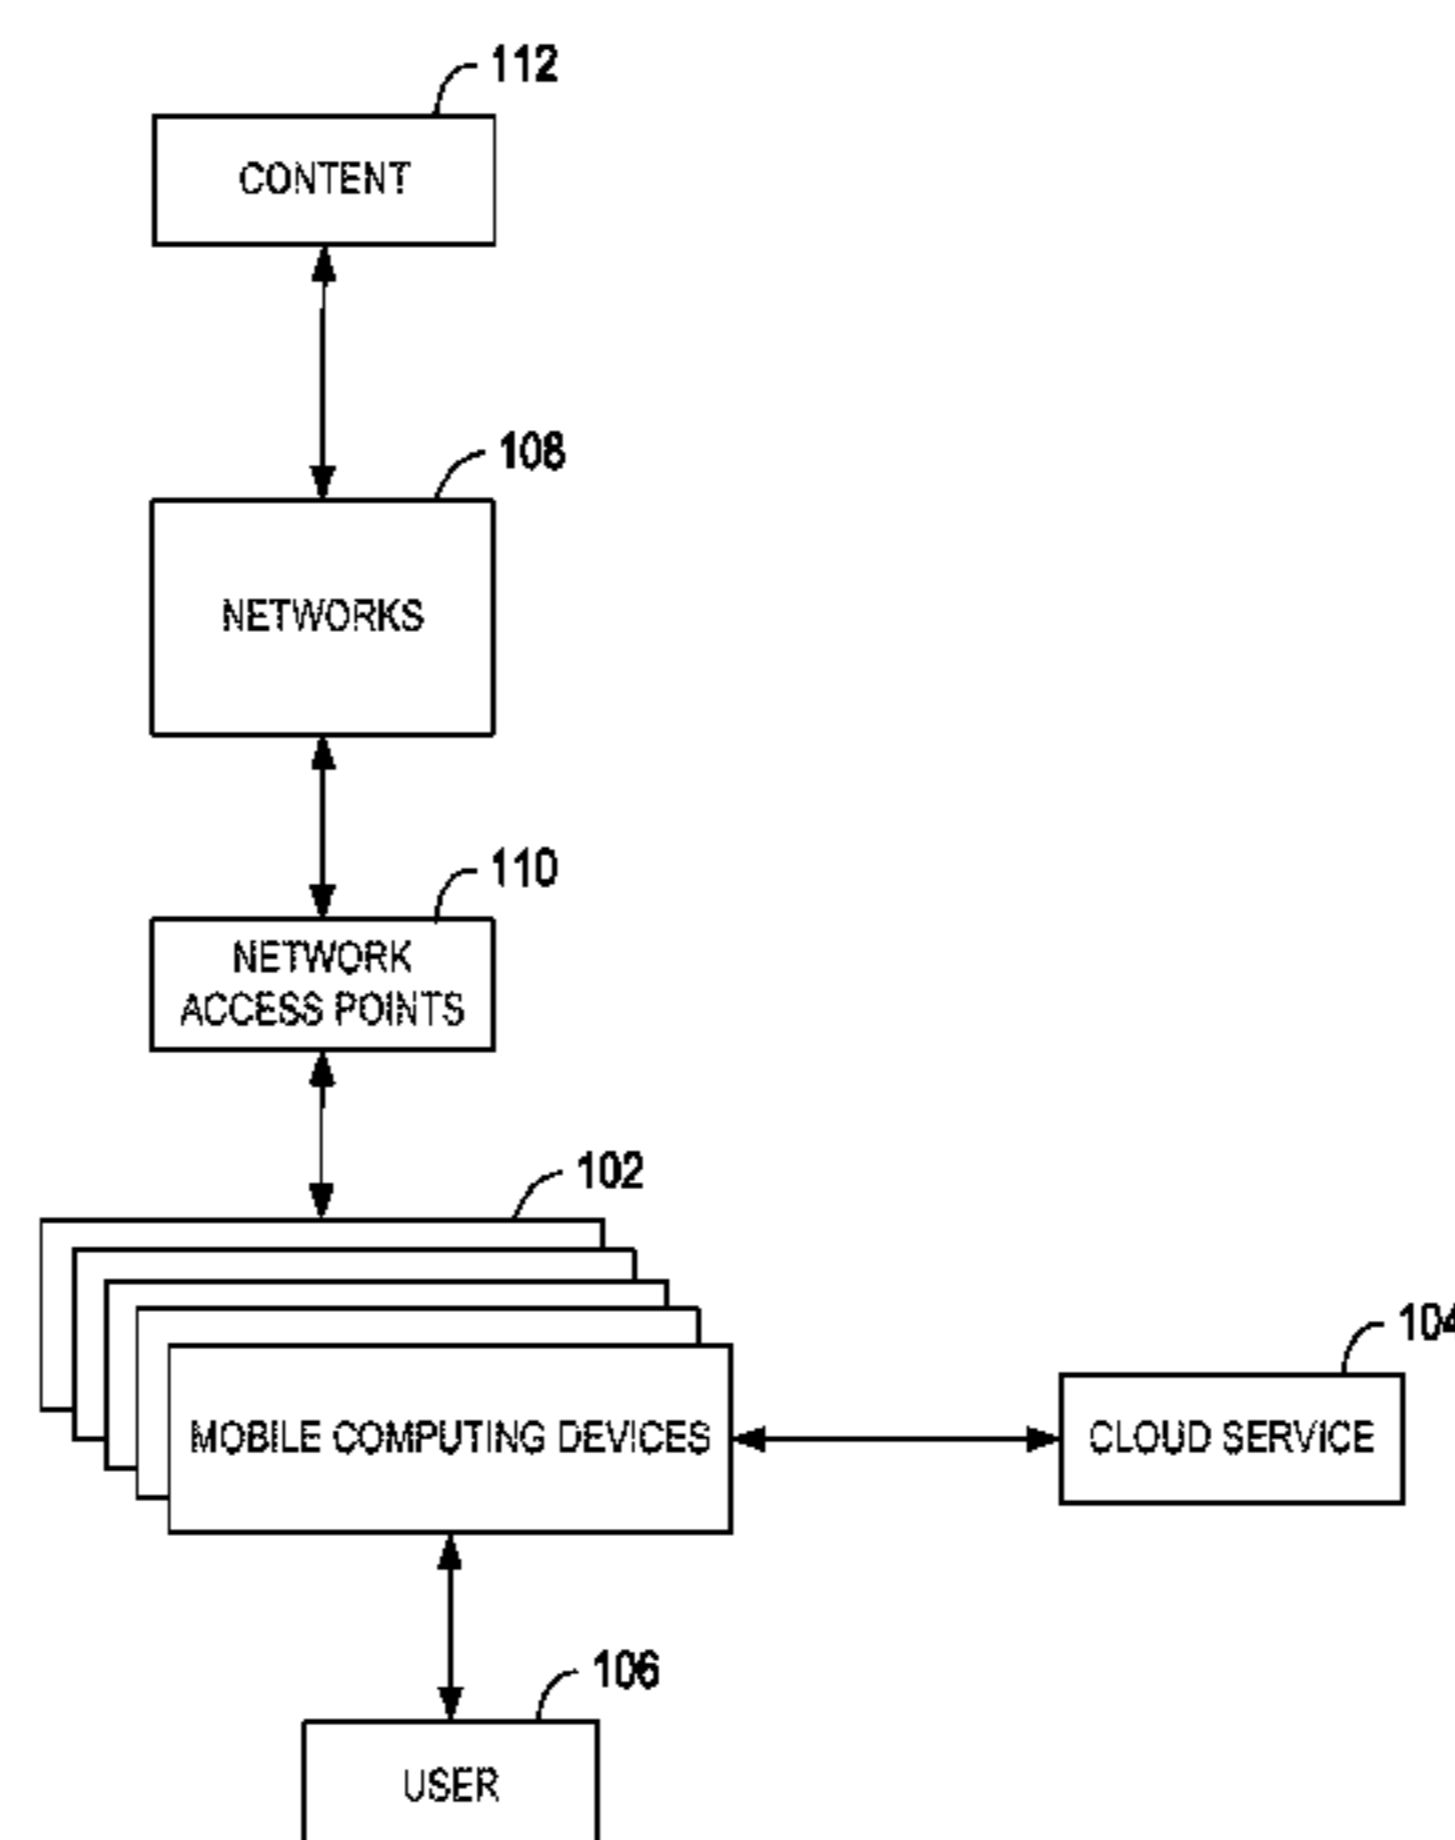 112
CONTENT
108
NETWORKS
110
NETWORK
ACCESS POINTS
102
104
MOBILE COMPUTING DEVICES
CLOUD SERVICE
106
USER